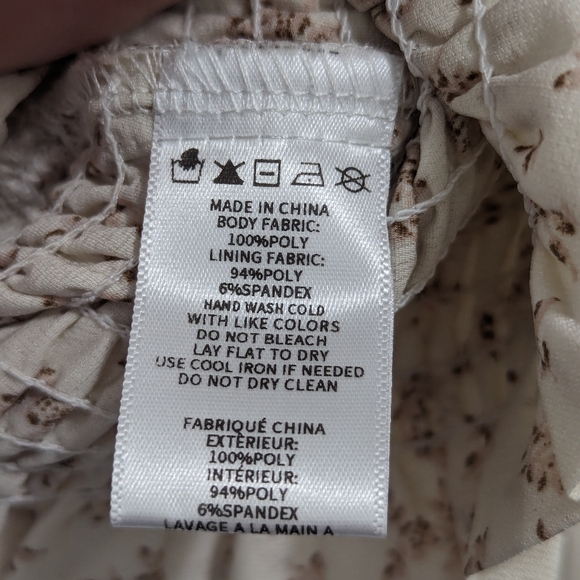 MADE IN CHINA
BODY FABRIC:
100%POLY
LINING FABRIC:
94%POLY
6%SPANDEX
HAND WASH COLD
WITH LIKE COLORS
DO NOT BLEACH
LAY FLAT TO DRY
USE COOL IRON IF NEEDED
DO NOT DRY CLEAN
FABRIQUÉ CHINA
EXTÈRIEUR:
100%POLY
INTÉRIEUR:
94%POLY
6%SPANDEX
LAVAGE A LA MAIN A